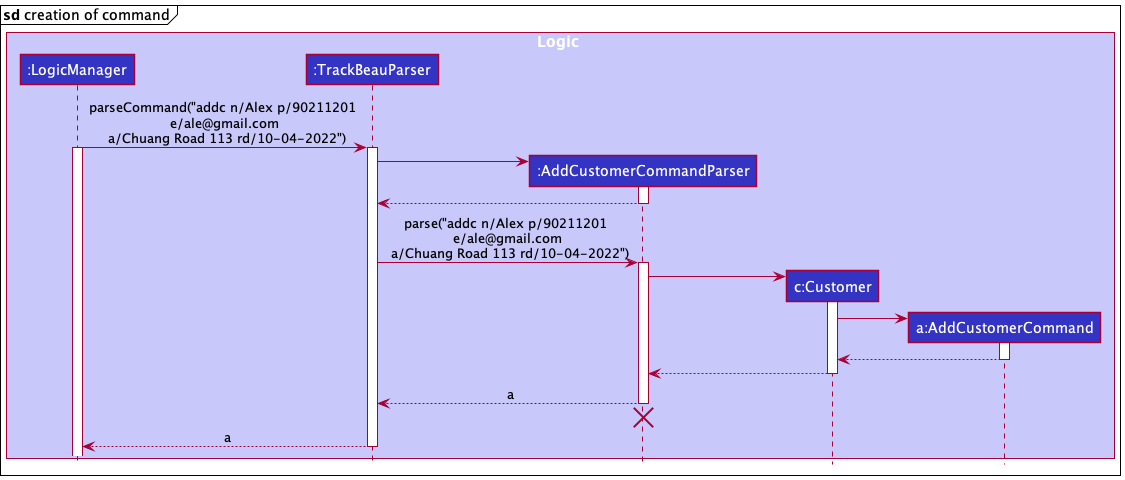 sd creation of command
Logic
:LogicManager
:TrackBeauParser
parseCommand("addc n/Alex p/90211201
e/ale@gmail.com
a/Chuang Road 113 rd/10-04-2022")
:AddCustomerCommandParser
parse("addc n/Alex p/90211201
e/ale@gmail.com
a/Chuang Road 113 rd/10-04-2022")
c:Customer
a:AddCustomerCommand
a
a